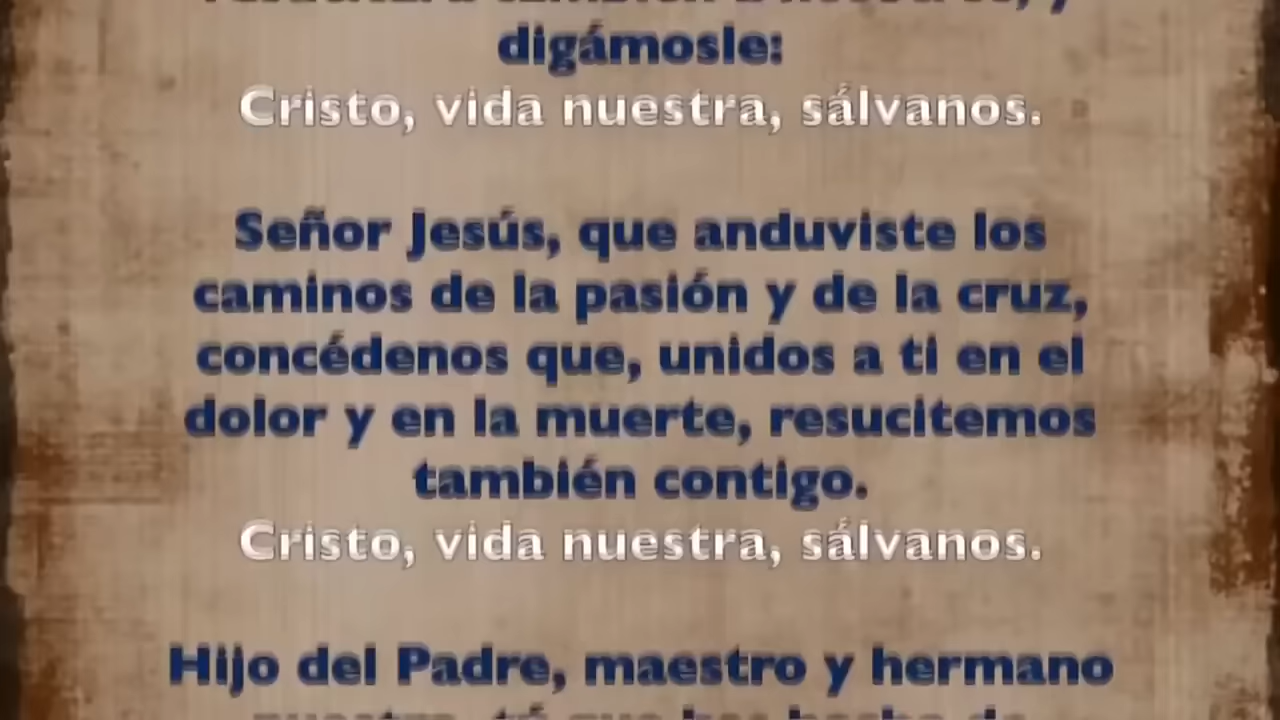 digámosle:
Cristo, vida nuestra, sálvanos.
Señor Jesús, que anduviste los
caminos de la pasión y de la cruz,
concédenos que, unidos a ti en el
dolor y en la muerte, resucitemos
también contigo.
Cristo, vida nuestra, sálvanos.
Hijo del Padre, maestro y hermano